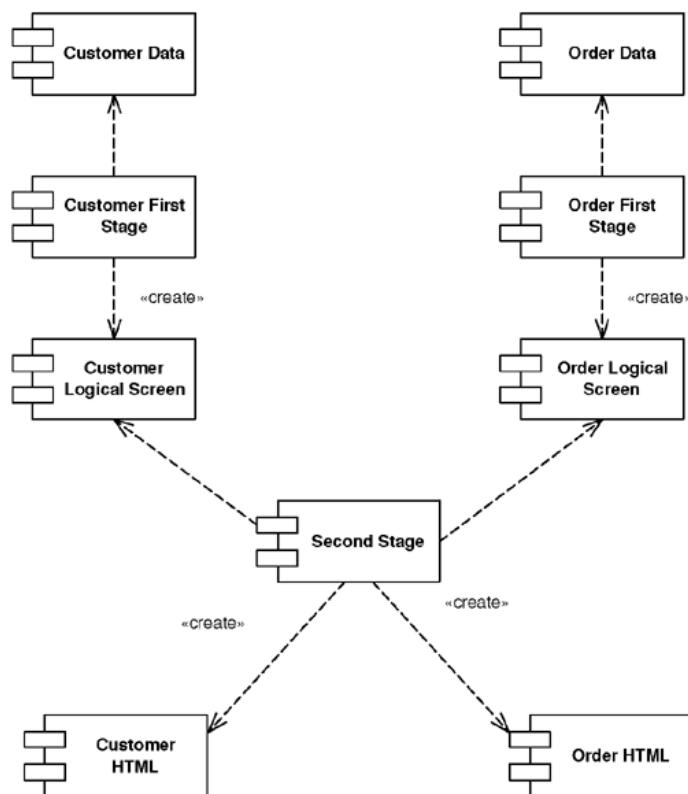 Customer Data
Order Data
Customer First
Stage
Order First
Stage
«create»
«create»
Customer
Logical Screen
Order Logical
Screen
Second Stage
«create»
«create»
Customer
HTML
Order HTML